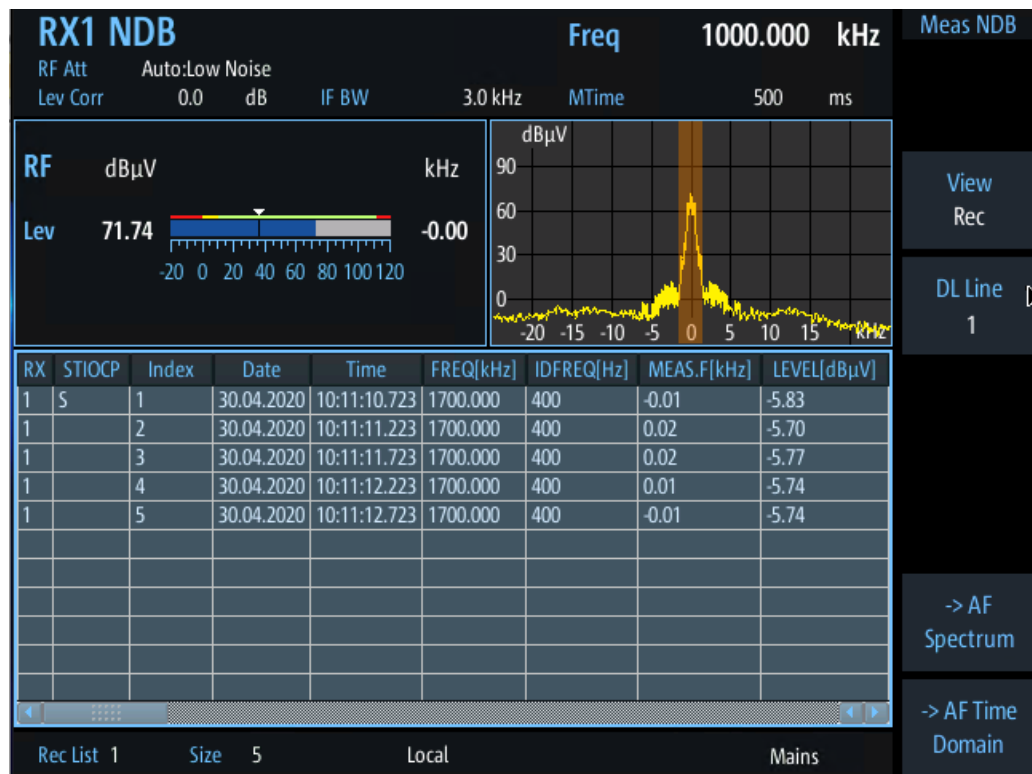 RX1 NDB Freq 1000.000 kHz
RF Att Auto:Low Noise
Lev Corr 0.0 dB IF BW 3.0 kHz MTime 500 ms
RF dBµV kHz
Lev 71.74 -0.00
-20 0 20 40 60 80 100 120
dBµV
90
60
30
0
-20 -15 -10 -5 0 5 10 15 kHz
RX STIOCP Index Date Time FREQ[kHz] IDFREQ[Hz] MEAS.F[kHz] LEVEL[dBµV]
1 S 1 30.04.2020 10:11:10.723 1700.000 400 -0.01 -5.83
1 2 30.04.2020 10:11:11.223 1700.000 400 0.02 -5.70
1 3 30.04.2020 10:11:11.723 1700.000 400 0.02 -5.77
1 4 30.04.2020 10:11:12.223 1700.000 400 0.01 -5.74
1 5 30.04.2020 10:11:12.723 1700.000 400 -0.01 -5.74
Rec List 1 Size 5 Local Mains
Meas NDB
View
Rec
DL Line
1
-> AF
Spectrum
-> AF Time
Domain